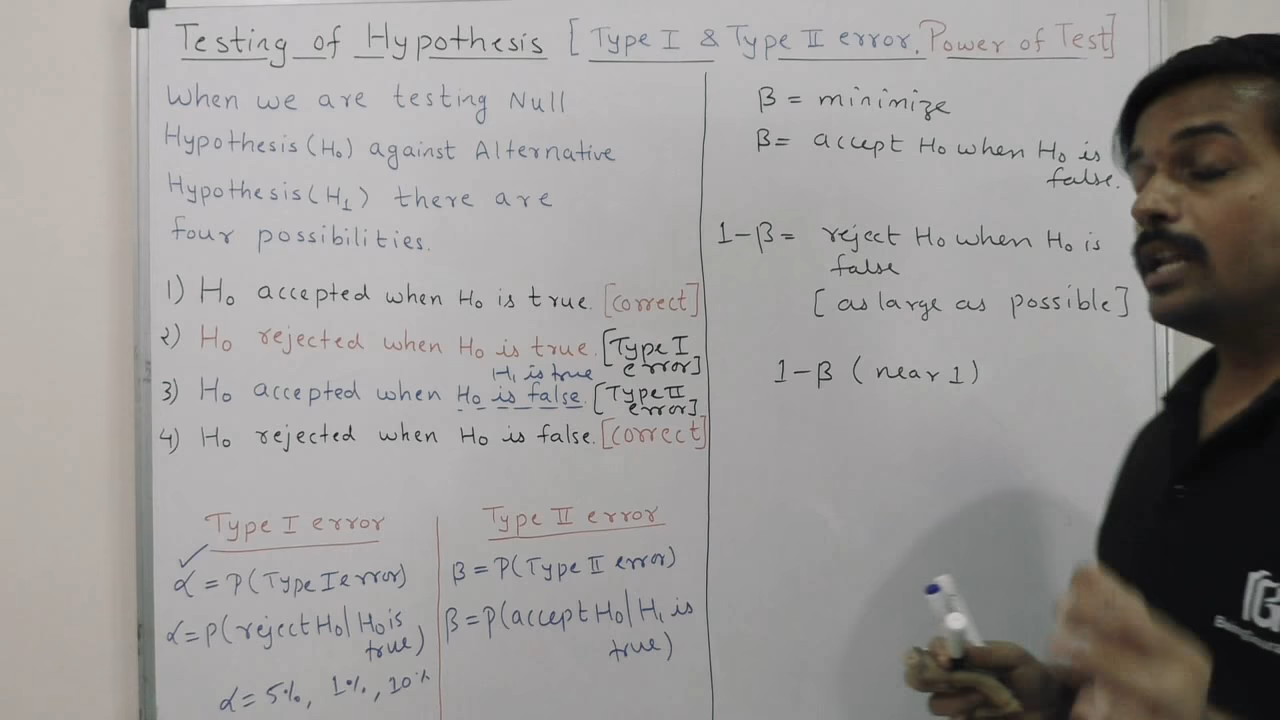 Testing of Hypothesis [Type I & Type II error, Power of Test]
When we are testing Null
Hypothesis (H₀) against Alternative
Hypothesis (H₁) there are
four possibilities.
1) H₀ accepted when H₀ is true. [correct]
2) H₀ rejected when H₀ is true. [Type I error]
H₁ is true
3) H₀ accepted when H₀ is false. [Type II error]
4) H₀ rejected when H₀ is false. [correct]
Type I error
α = P(Type I error)
α = P(reject H₀ | H₀ is
true)
α = 5%, 1%, 10%
Type II error
β = P(Type II error)
β = P(accept H₀ | H₁ is
true)
β = minimize
β = accept H₀ when H₀ is
false.
1-β = reject H₀ when H₀ is
false
[as large as possible]
1-β (near 1)